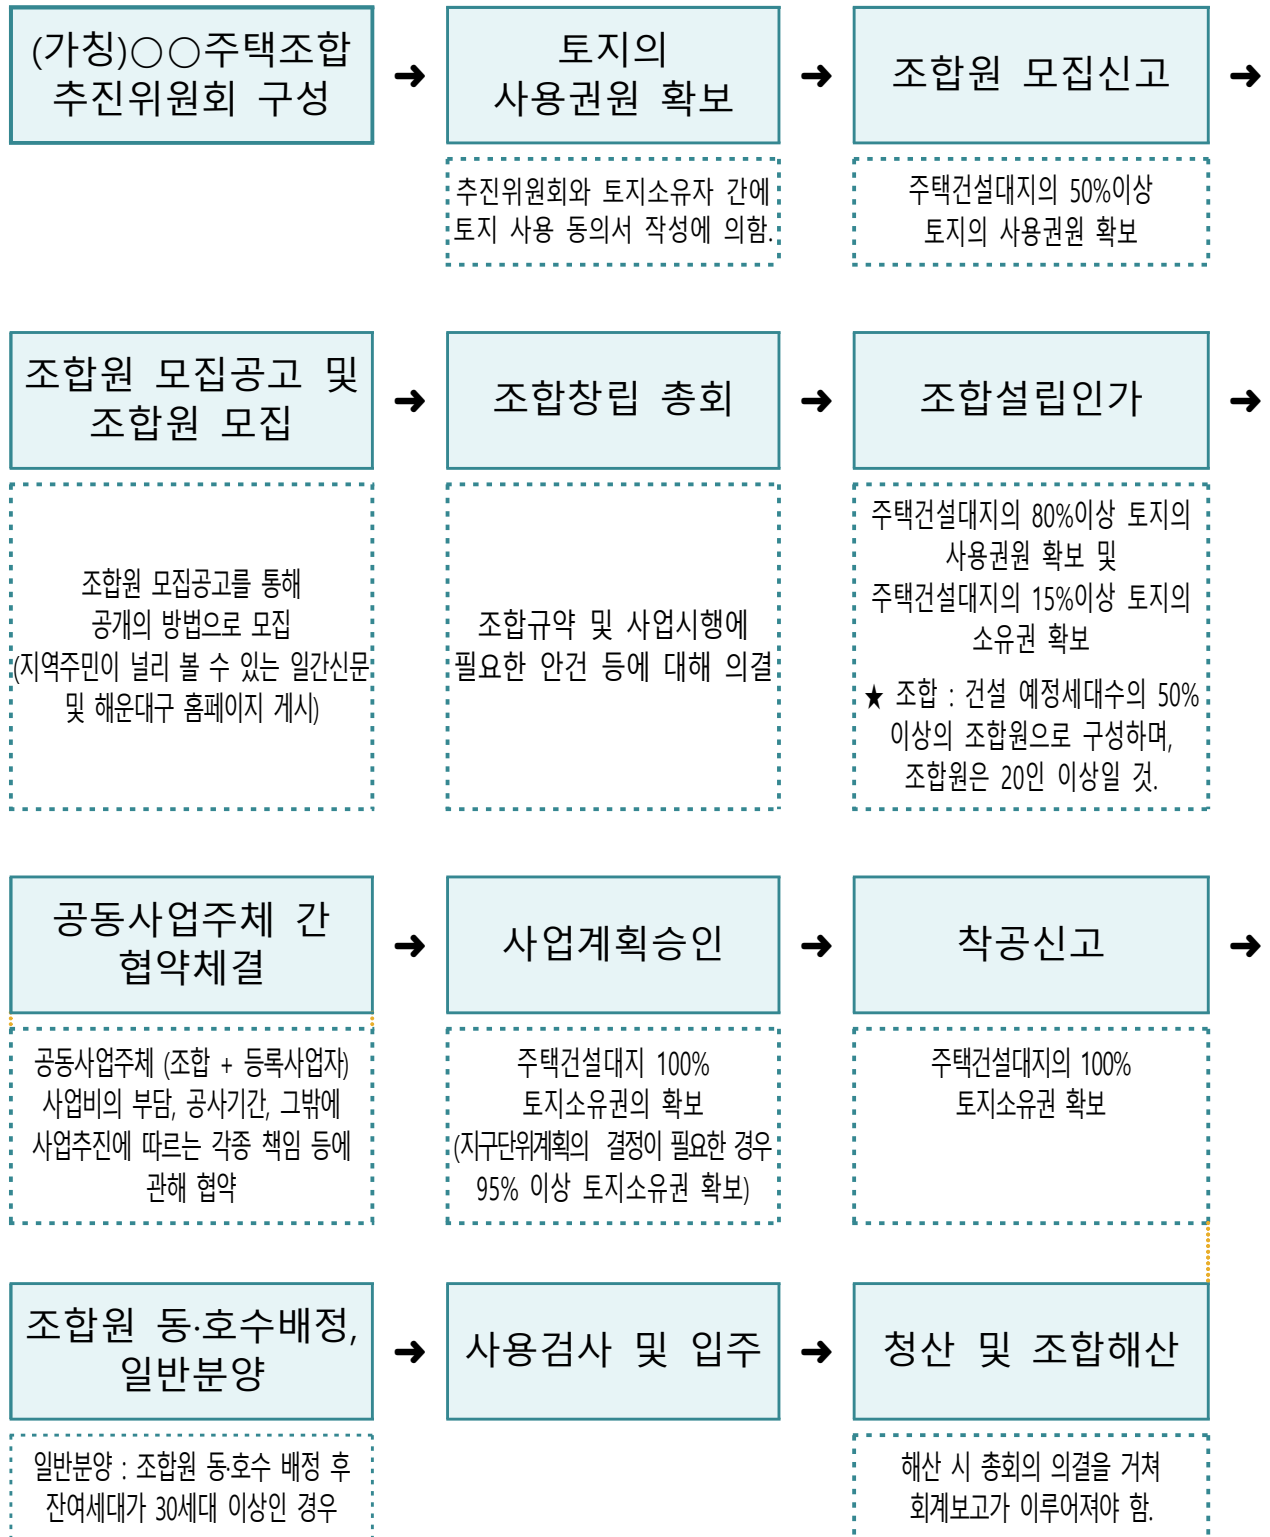 (가칭)○○주택조합
추진위원회 구성
➜
토지의
사용권원 확보
➜
조합원 모집신고
➜
추진위원회와 토지소유자 간에
토지 사용 동의서 작성에 의함.
주택건설대지의 50%이상
토지의 사용권원 확보
조합원 모집공고 및
조합원 모집
➜
조합창립 총회
➜
조합설립인가
➜
조합원 모집공고를 통해
공개의 방법으로 모집
(지역주민이 널리 볼 수 있는 일간신문
및 해운대구 홈페이지 게시)
조합규약 및 사업시행에
필요한 안건 등에 대해 의결
주택건설대지의 80%이상 토지의
사용권원 확보 및
주택건설대지의 15%이상 토지의
소유권 확보
★ 조합 : 건설 예정세대수의 50%
이상의 조합원으로 구성하며,
조합원은 20인 이상일 것.
공동사업주체 간
협약체결
➜
사업계획승인
➜
착공신고
➜
공동사업주체 (조합 + 등록사업자)
사업비의 부담, 공사기간, 그밖에
사업추진에 따르는 각종 책임 등에
관해 협약
주택건설대지 100%
토지소유권의 확보
(지구단위계획의 결정이 필요한 경우
95% 이상 토지소유권 확보)
주택건설대지의 100%
토지소유권 확보
조합원 동·호수배정,
일반분양
➜
사용검사 및 입주
➜
청산 및 조합해산
일반분양 : 조합원 동·호수 배정 후
잔여세대가 30세대 이상인 경우
해산 시 총회의 의결을 거쳐
회계보고가 이루어져야 함.